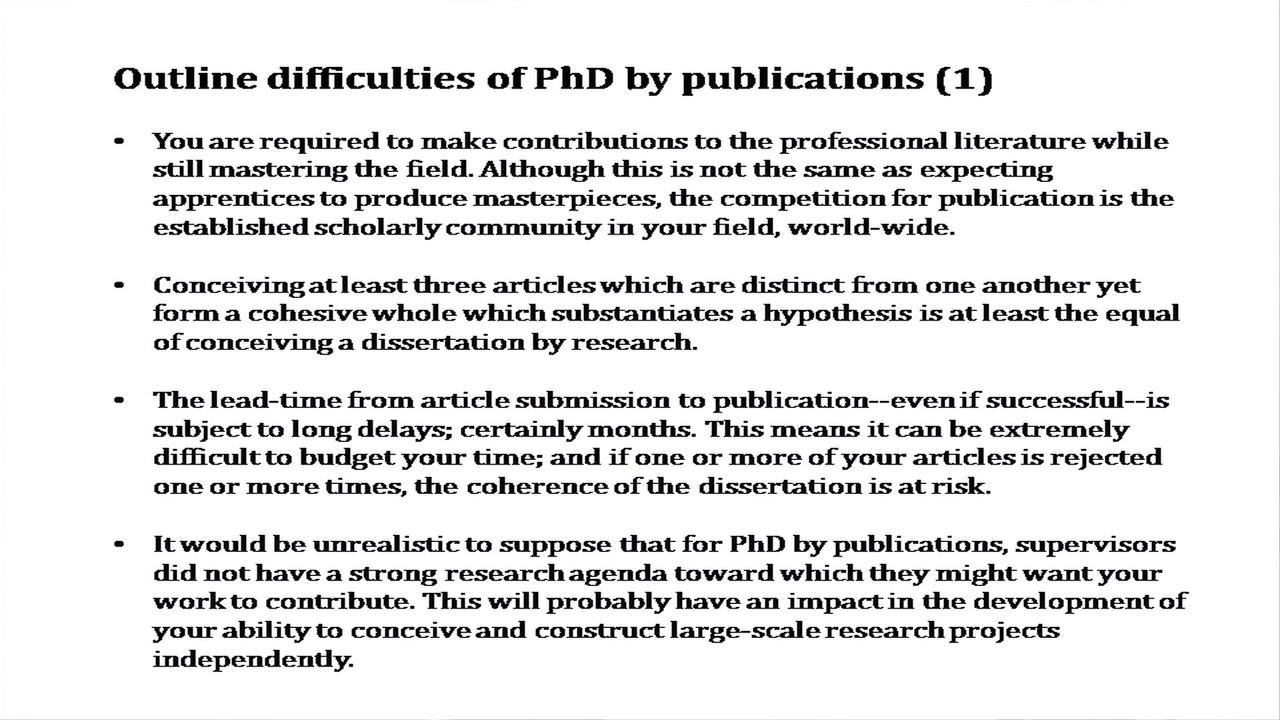 Outline difficulties of PhD by publications (1)
• You are required to make contributions to the professional literature while
still mastering the field. Although this is not the same as expecting
apprentices to produce masterpieces, the competition for publication is the
established scholarly community in your field, world-wide.
• Conceiving at least three articles which are distinct from one another yet
form a cohesive whole which substantiates a hypothesis is at least the equal
of conceiving a dissertation by research.
• The lead-time from article submission to publication--even if successful--is
subject to long delays; certainly months. This means it can be extremely
difficult to budget your time; and if one or more of your articles is rejected
one or more times, the coherence of the dissertation is at risk.
• It would be unrealistic to suppose that for PhD by publications, supervisors
did not have a strong research agenda toward which they might want your
work to contribute. This will probably have an impact in the development of
your ability to conceive and construct large-scale research projects
independently.